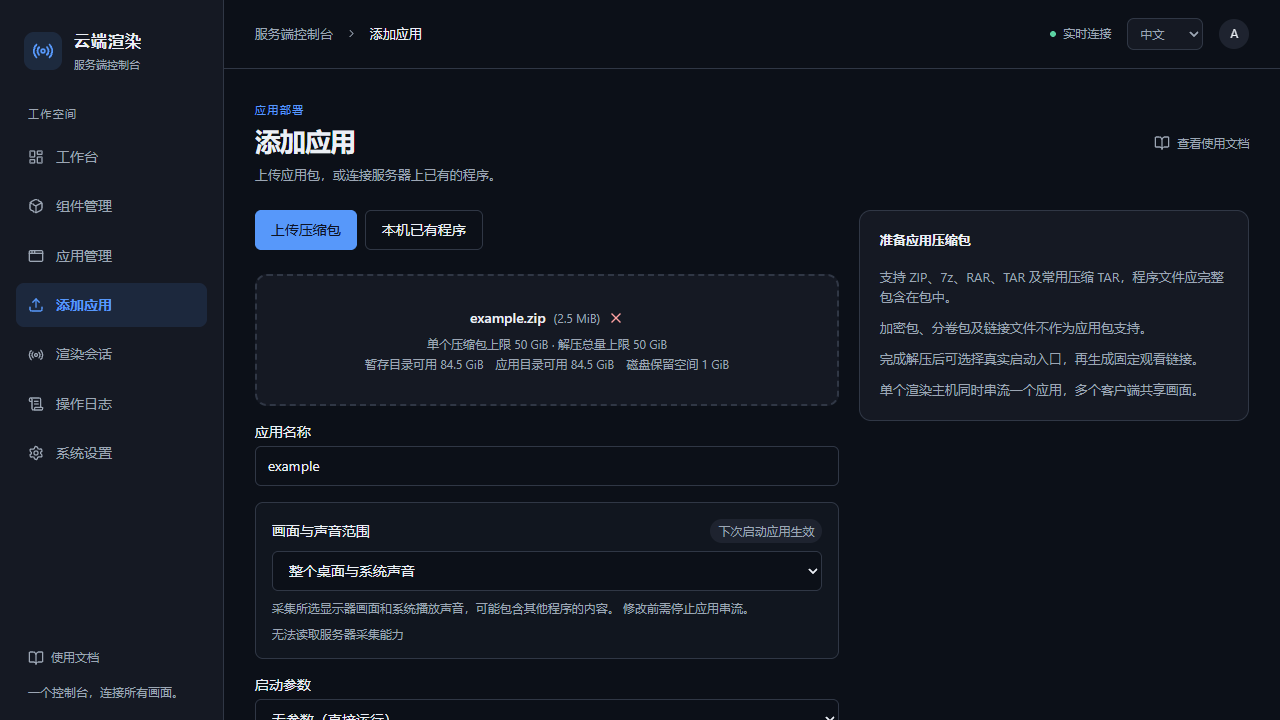 云端渲染
服务端控制台
工作空间
工作台
组件管理
应用管理
添加应用
渲染会话
操作日志
系统设置
使用文档
一个控制台，连接所有画面。
服务端控制台 › 添加应用
实时连接
中文
A
应用部署
添加应用
上传应用包，或连接服务器上已有的程序。
查看使用文档
上传压缩包
本机已有程序
example.zip (2.5 MiB)
单个压缩包上限 50 GiB · 解压总量上限 50 GiB
暂存目录可用 84.5 GiB 应用目录可用 84.5 GiB 磁盘保留空间 1 GiB
应用名称
example
画面与声音范围
下次启动应用生效
整个桌面与系统声音
采集所选显示器画面和系统播放声音，可能包含其他程序的内容。 修改前需停止应用串流。
无法读取服务器采集能力
启动参数
无参数（直接运行）
准备应用压缩包
支持 ZIP、7z、RAR、TAR 及常用压缩 TAR，程序文件应完整
包含在包中。
加密包、分卷包及链接文件不作为应用包支持。
完成解压后可选择真实启动入口，再生成固定观看链接。
单个渲染主机同时串流一个应用，多个客户端共享画面。